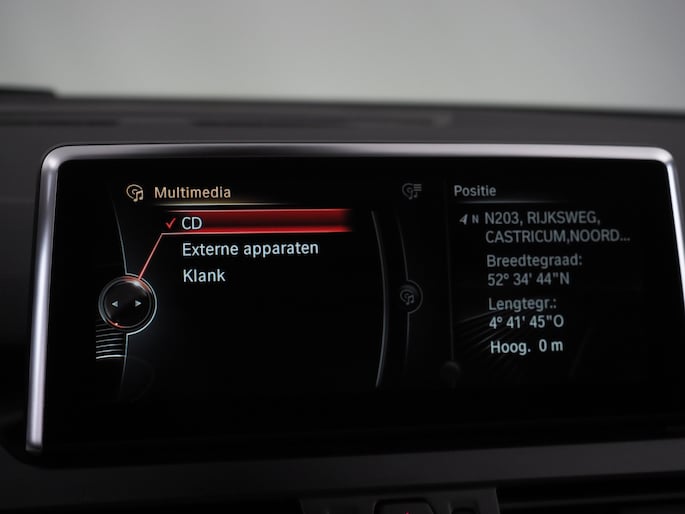 Multimedia
CD
Externe apparaten
Klank
Positie
N N203, RIJKSWEG,
CASTRICUM,NOORD...
Breedtegraad:
52° 34' 44"N
Lengtegr.:
4° 41' 45"O
Hoog. 0 m